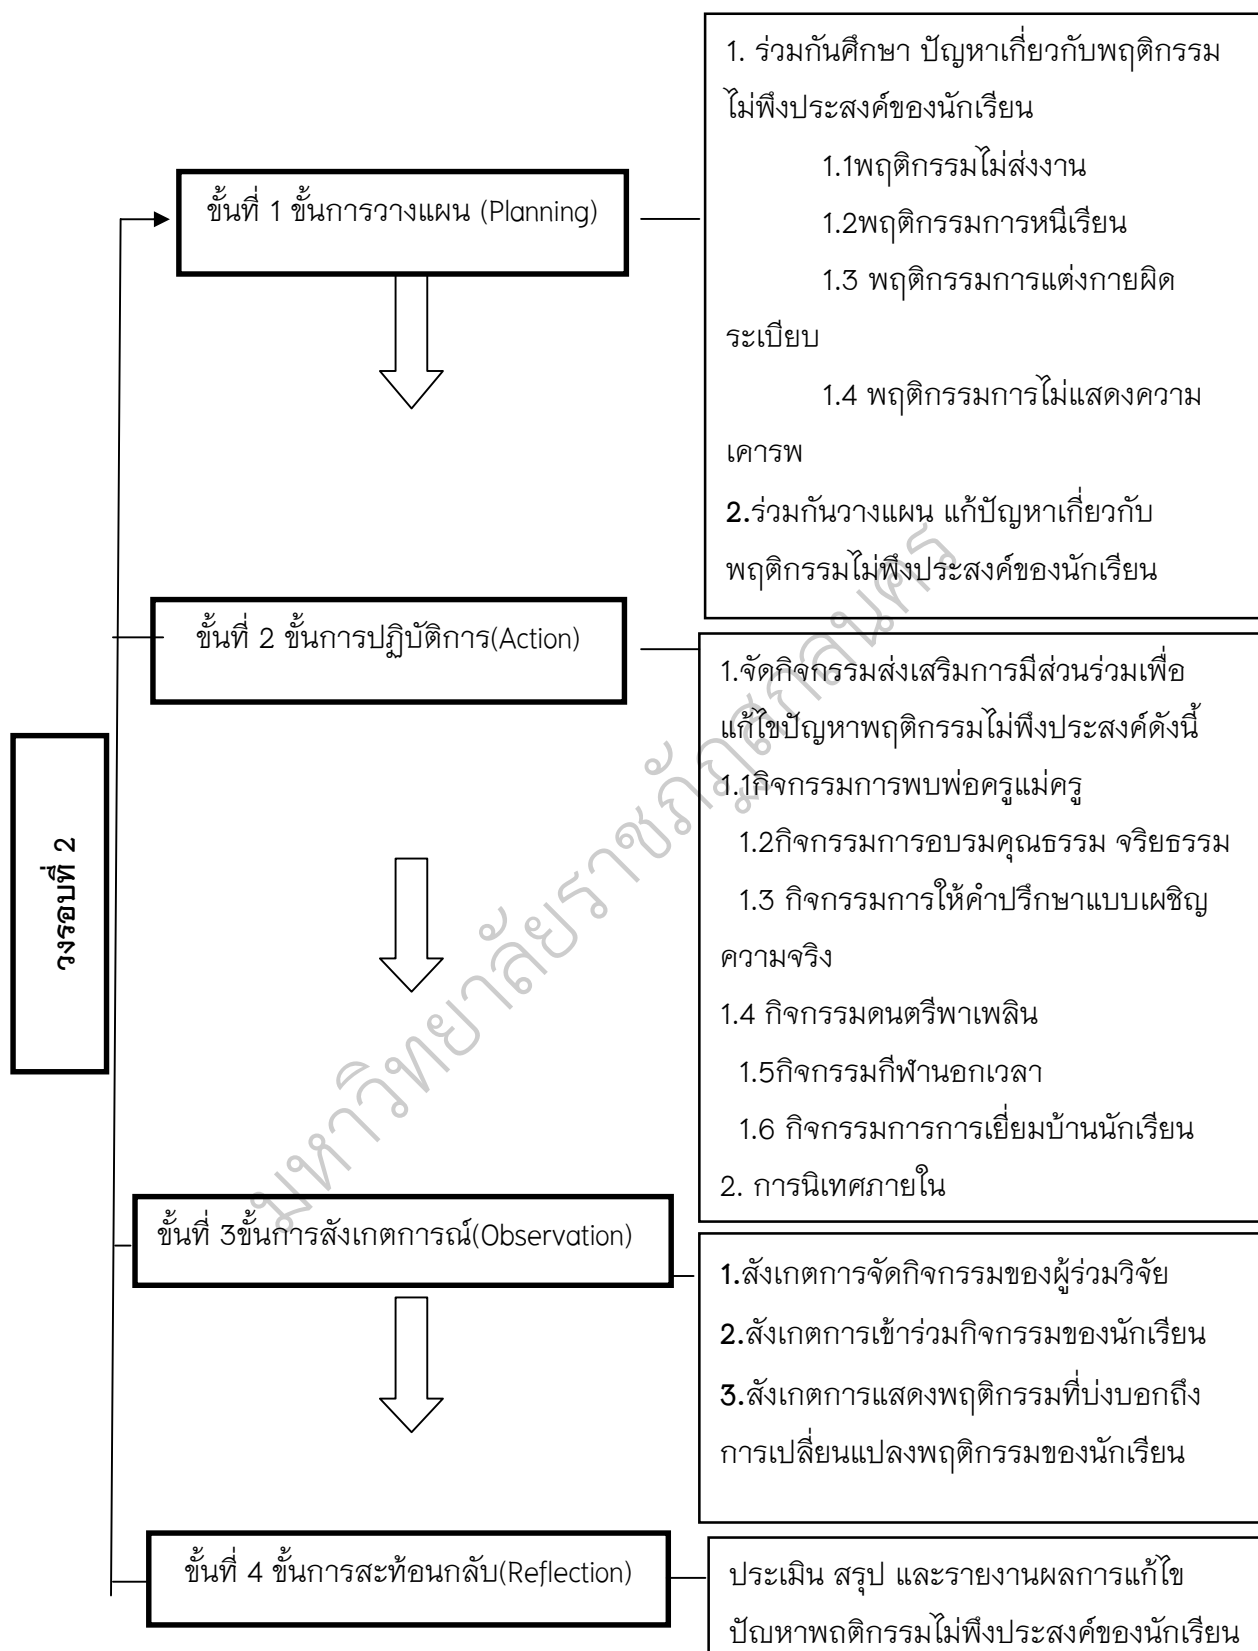 1. ร่วมกันศึกษา ปัญหาเกี่ยวกับพฤติกรรม
ไม่พึงประสงค์ของนักเรียน
1.1พฤติกรรมไม่ส่งงาน
1.2พฤติกรรมการหนีเรียน
1.3 พฤติกรรมการแต่งกายผิด
ระเบียบ
1.4 พฤติกรรมการไม่แสดงความ
เคารพ
2.ร่วมกันวางแผน แก้ปัญหาเกี่ยวกับ
พฤติกรรมไม่พึงประสงค์ของนักเรียน
ขั้นที่ 1 ขั้นการวางแผน (Planning)
ขั้นที่ 2 ขั้นการปฏิบัติการ(Action)
1.จัดกิจกรรมส่งเสริมการมีส่วนร่วมเพื่อ
แก้ไขปัญหาพฤติกรรมไม่พึงประสงค์ดังนี้
1.1กิจกรรมการพบพ่อครูแม่ครู
1.2กิจกรรมการอบรมคุณธรรม จริยธรรม
1.3 กิจกรรมการให้คำปรึกษาแบบเผชิญ
ความจริง
1.4 กิจกรรมดนตรีพาเพลิน
1.5กิจกรรมกีฬานอกเวลา
1.6 กิจกรรมการการเยี่ยมบ้านนักเรียน
2. การนิเทศภายใน
วงรอบที่ 2
มหาวิทยาลัยราชภัฏสกลนคร
ขั้นที่ 3ขั้นการสังเกตการณ์(Observation)
1.สังเกตการจัดกิจกรรมของผู้ร่วมวิจัย
2.สังเกตการเข้าร่วมกิจกรรมของนักเรียน
3.สังเกตการแสดงพฤติกรรมที่บ่งบอกถึง
การเปลี่ยนแปลงพฤติกรรมของนักเรียน
ขั้นที่ 4 ขั้นการสะท้อนกลับ(Reflection)
ประเมิน สรุป และรายงานผลการแก้ไข
ปัญหาพฤติกรรมไม่พึงประสงค์ของนักเรียน